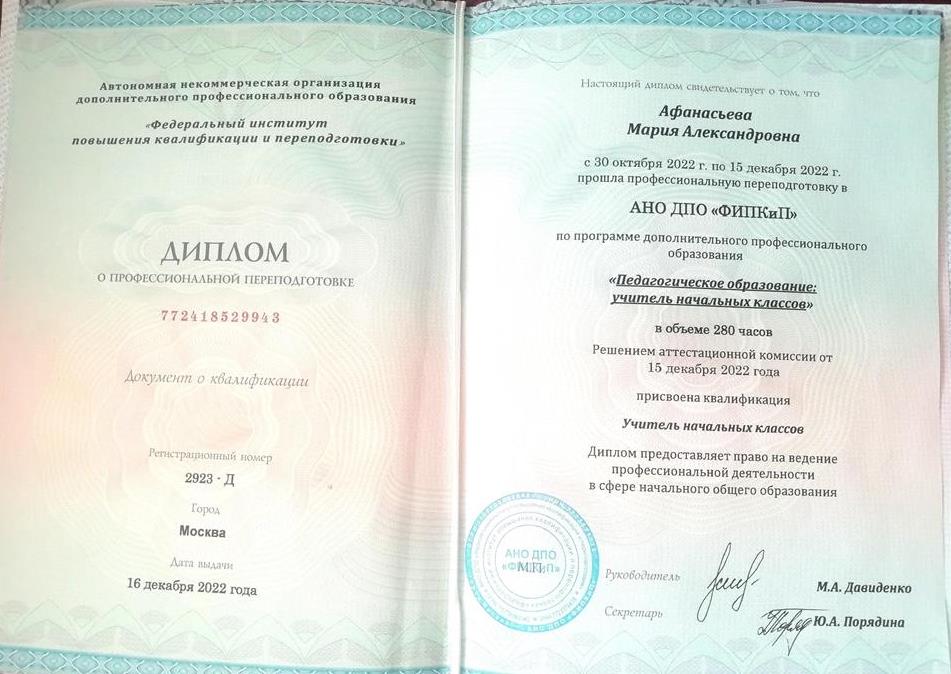 Автономная некоммерческая организация
дополнительного профессионального образования
«Федеральный институт
повышения квалификации и переподготовки»
ДИПЛОМ
О ПРОФЕССИОНАЛЬНОЙ ПЕРЕПОДГОТОВКЕ
772418529943
Документ о квалификации
Регистрационный номер
2923 - Д
Город
Москва
Дата выдачи
16 декабря 2022 года
Настоящий диплом свидетельствует о том, что
Афанасьева
Мария Александровна
с 30 октября 2022 г. по 15 декабря 2022 г.
прошла профессиональную переподготовку в
АНО ДПО «ФИПКиП»
по программе дополнительного профессионального
образования
«Педагогическое образование:
учитель начальных классов»
в объеме 280 часов
Решением аттестационной комиссии от
15 декабря 2022 года
присвоена квалификация
Учитель начальных классов
Диплом предоставляет право на ведение
профессиональной деятельности
в сфере начального общего образования
АНО ДПО
«ФИПКиП»
М.П.
Руководитель
М.А. Давиденко
Секретарь
Ю.А. Порядина